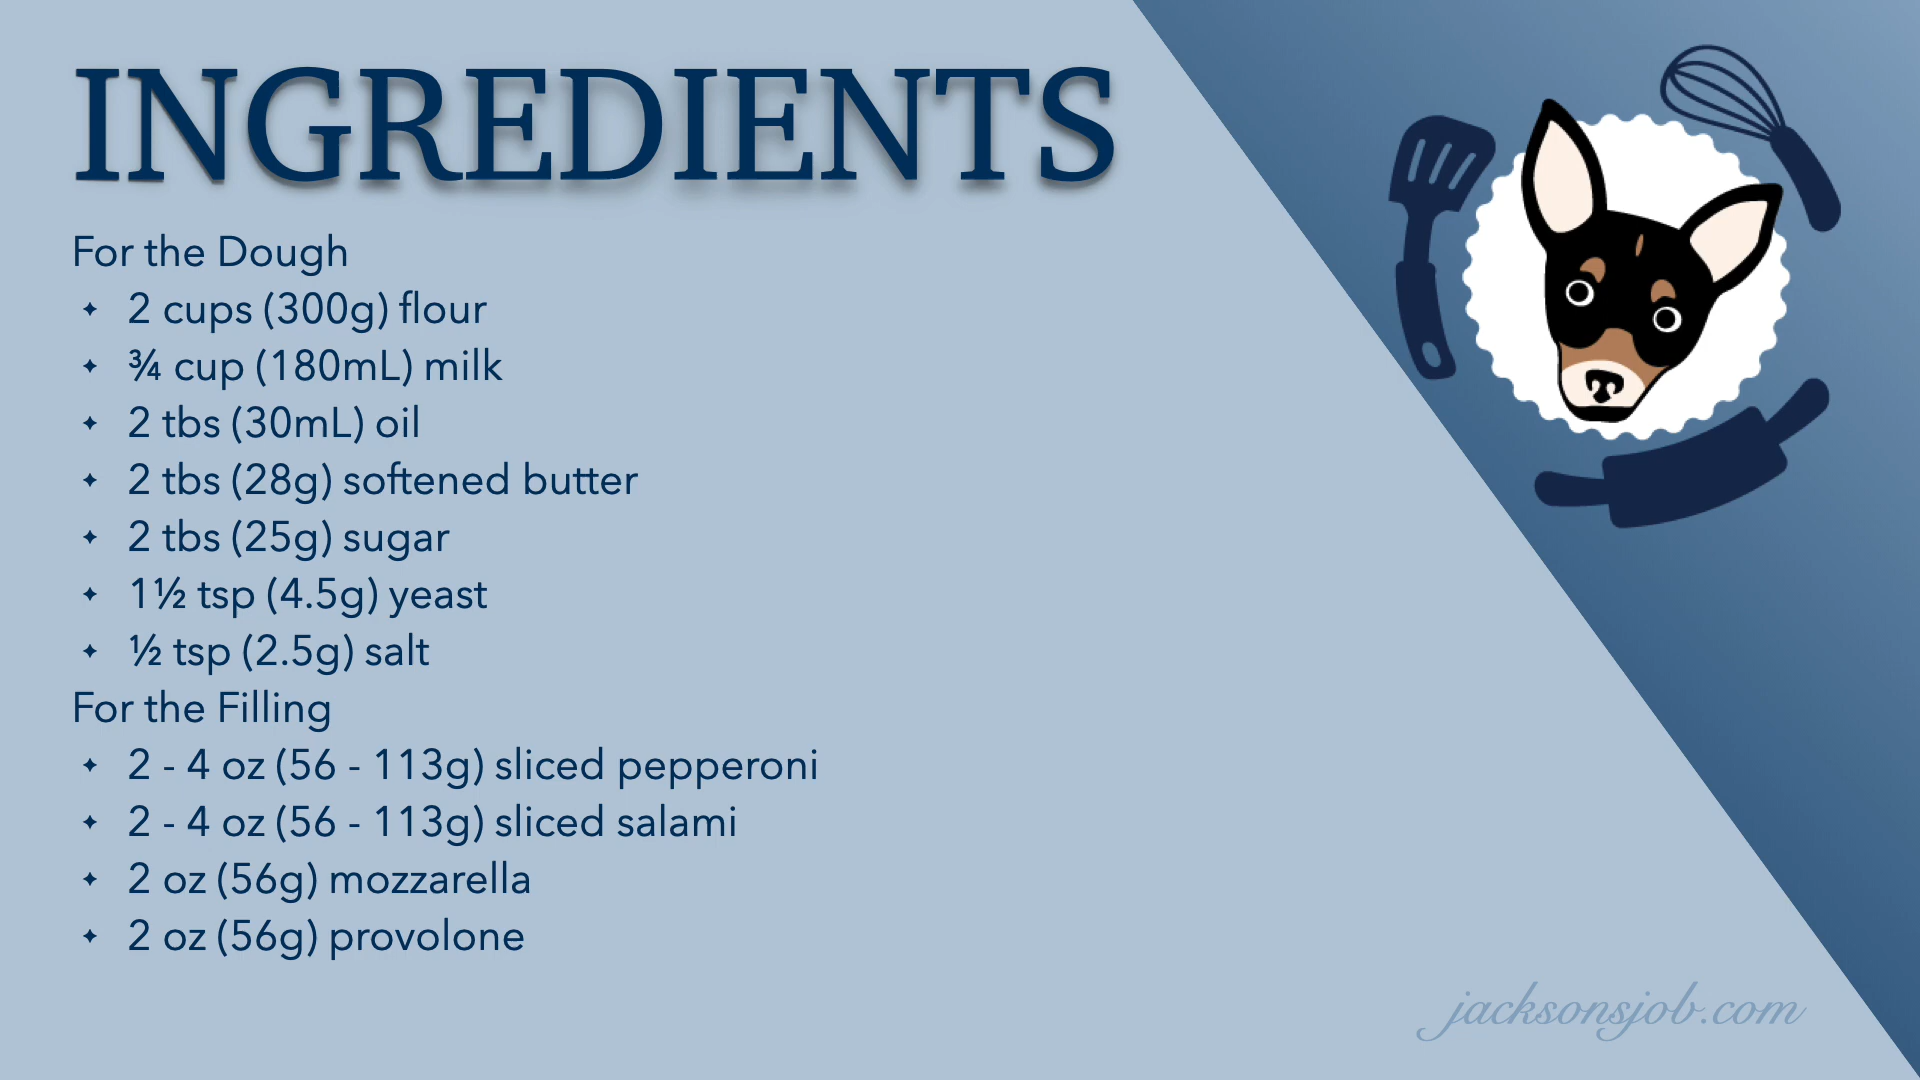 INGREDIENTS
For the Dough
✦ 2 cups (300g) flour
✦ ¾ cup (180mL) milk
✦ 2 tbs (30mL) oil
✦ 2 tbs (28g) softened butter
✦ 2 tbs (25g) sugar
✦ 1½ tsp (4.5g) yeast
✦ ½ tsp (2.5g) salt
For the Filling
✦ 2 - 4 oz (56 - 113g) sliced pepperoni
✦ 2 - 4 oz (56 - 113g) sliced salami
✦ 2 oz (56g) mozzarella
✦ 2 oz (56g) provolone
jacksonsjob.com